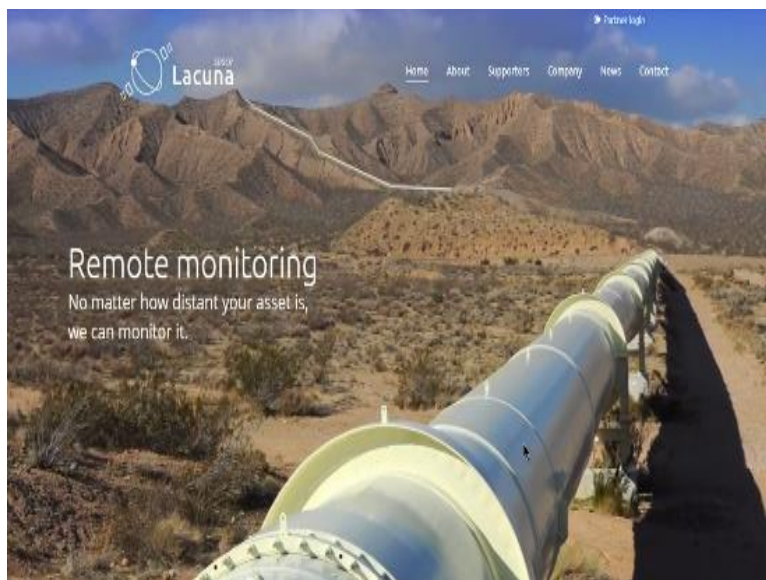 Partner login
space
Lacuna
Home About Supporters Company News Contact
Remote monitoring
No matter how distant your asset is,
we can monitor it.